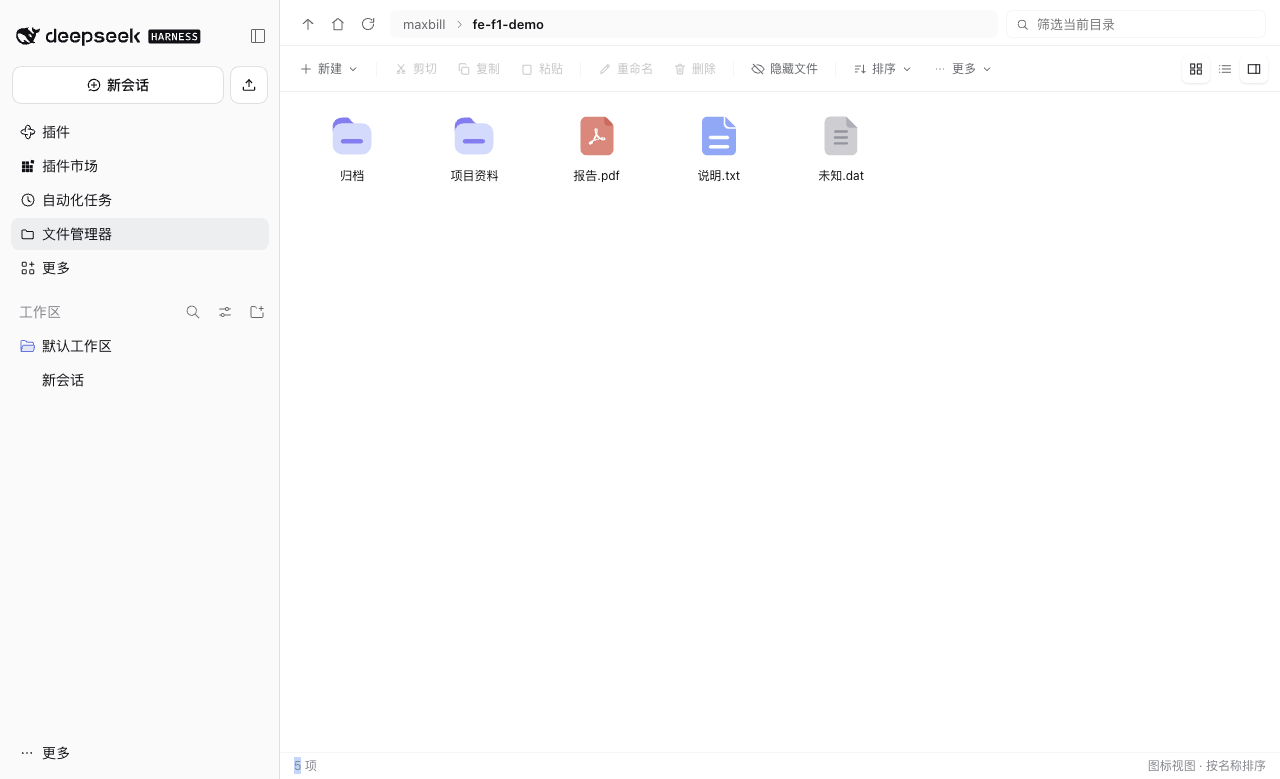 deepseek HARNESS
新会话
插件
插件市场
自动化任务
文件管理器
更多
工作区
默认工作区
新会话
更多
maxbill > fe-f1-demo
筛选当前目录
新建 剪切 复制 粘贴 重命名 删除 隐藏文件 排序 更多
归档 项目资料 报告.pdf 说明.txt 未知.dat
5 项
图标视图 · 按名称排序